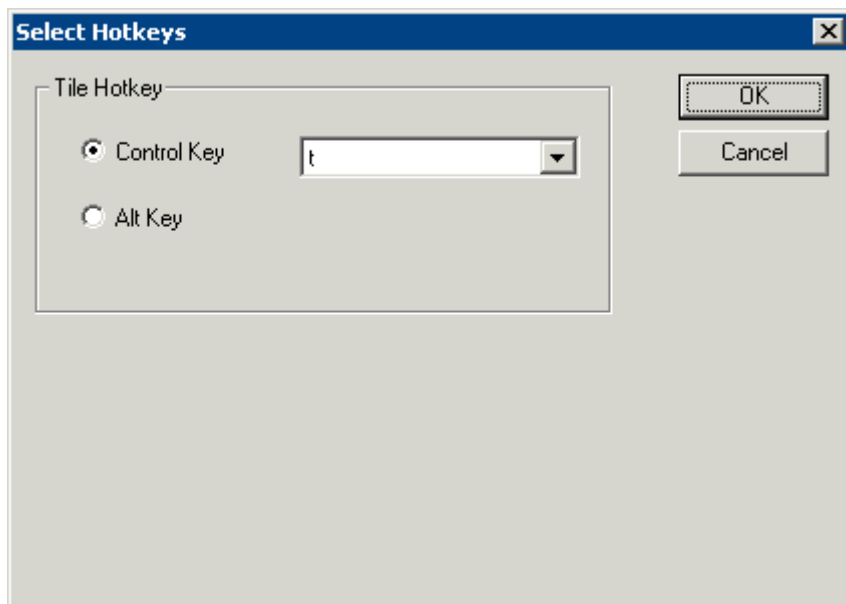 Select Hotkeys
Tile Hotkey
Control Key t
Alt Key
OK
Cancel